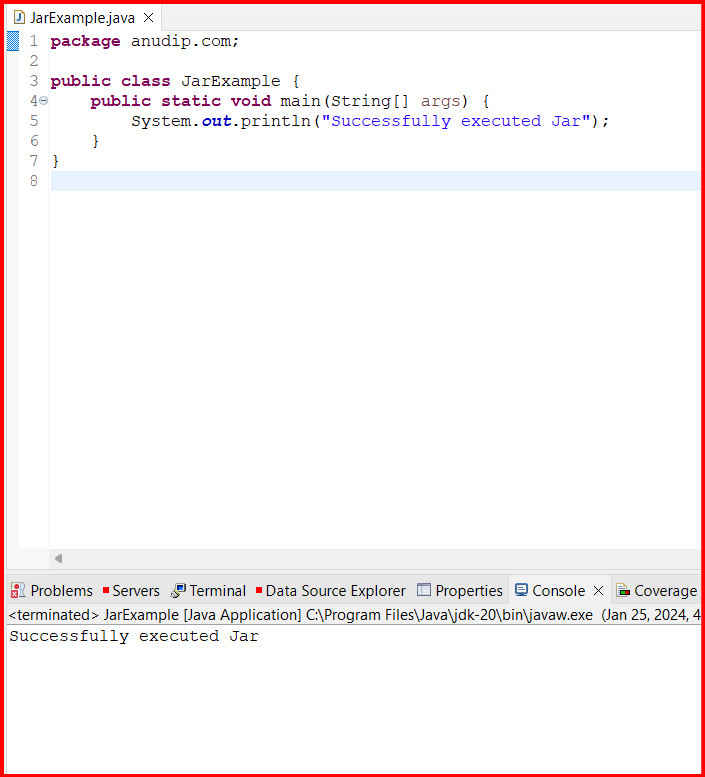 JarExample.java
1 package anudip.com;
2
3 public class JarExample {
4 public static void main(String[] args) {
5 System.out.println("Successfully executed Jar");
6 }
7 }
8
Problems Servers Terminal Data Source Explorer Properties Console Coverage
<terminated> JarExample [Java Application] C:\Program Files\Java\jdk-20\bin\javaw.exe (Jan 25, 2024, 4
Successfully executed Jar